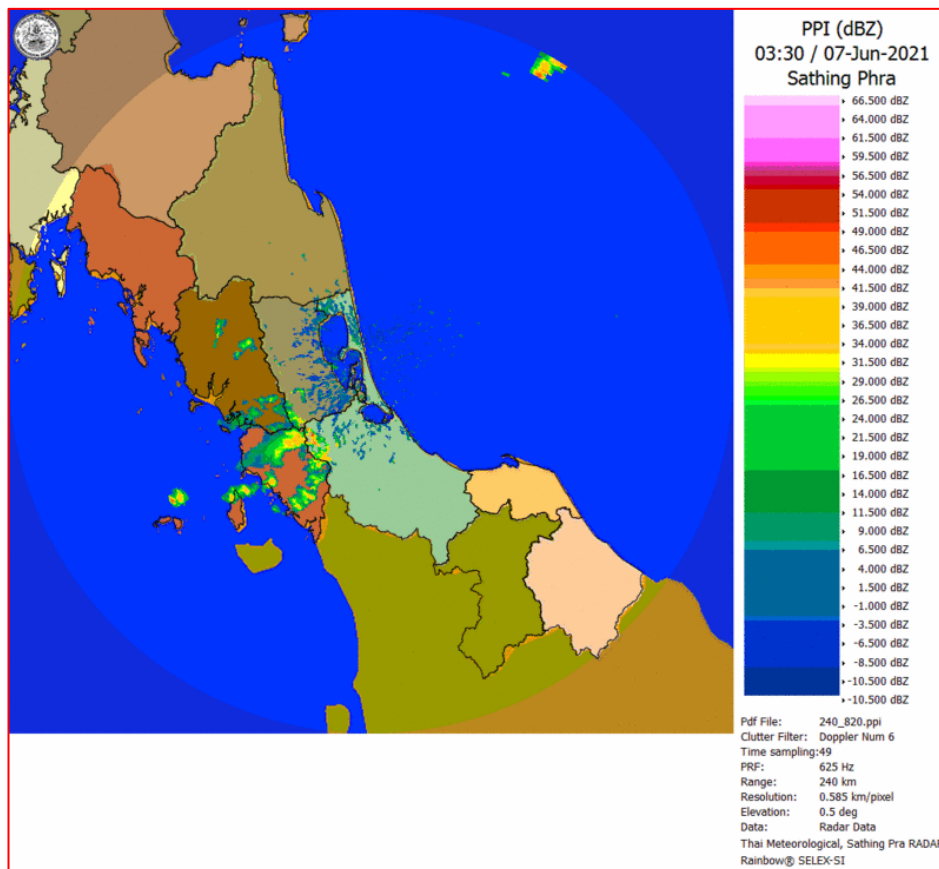 PPI (dBZ)
03:30 / 07-Jun-2021
Sathing Phra
66.500 dBZ
64.000 dBZ
61.500 dBZ
59.500 dBZ
56.500 dBZ
54.000 dBZ
51.500 dBZ
49.000 dBZ
46.500 dBZ
44.000 dBZ
41.500 dBZ
39.000 dBZ
36.500 dBZ
34.000 dBZ
31.500 dBZ
29.000 dBZ
26.500 dBZ
24.000 dBZ
21.500 dBZ
19.000 dBZ
16.500 dBZ
14.000 dBZ
11.500 dBZ
9.000 dBZ
6.500 dBZ
4.000 dBZ
1.500 dBZ
-1.000 dBZ
-3.500 dBZ
-6.500 dBZ
-8.500 dBZ
-10.500 dBZ
-10.500 dBZ
Pdf File: 240_820.ppi
Clutter Filter: Doppler Num 6
Time sampling:49
PRF: 625 Hz
Range: 240 km
Resolution: 0.585 km/pixel
Elevation: 0.5 deg
Data: Radar Data
Thai Meteorological, Sathing Pra RADAR
Rainbow® SELEX-SI